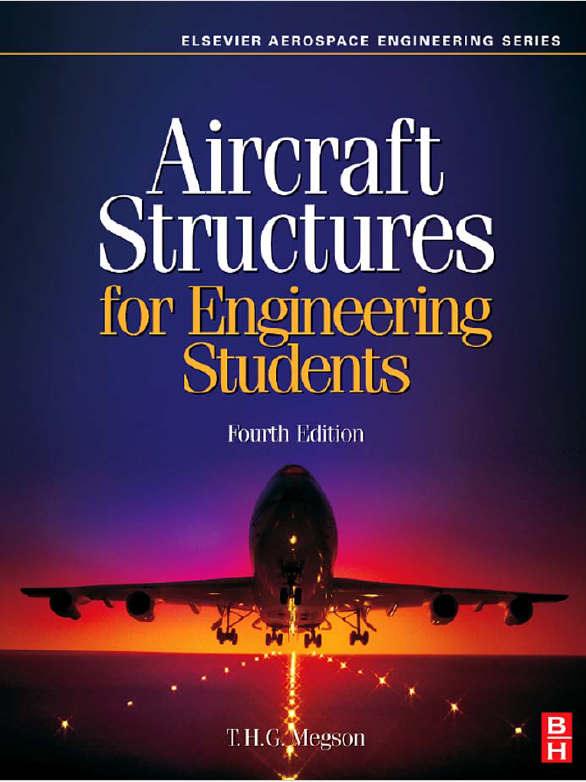 ELSEVIER AEROSPACE ENGINEERING SERIES
Aircraft
Structures
for Engineering
Students
Fourth Edition
T.H.G. Megson
B
H